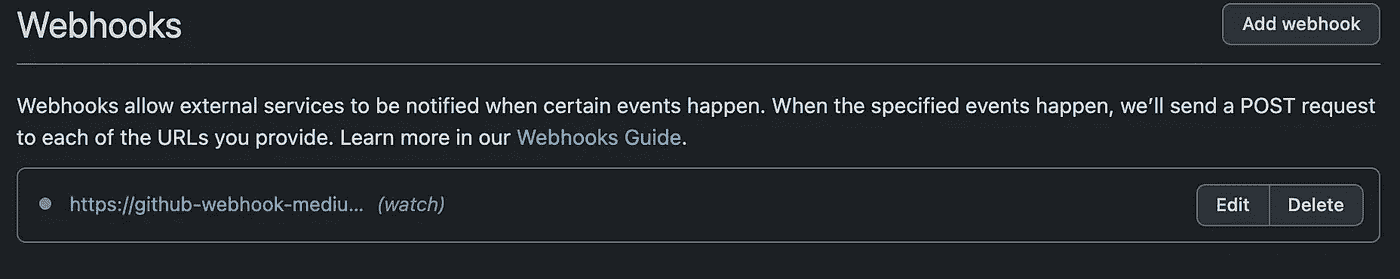 Webhooks
Add webhook
Webhooks allow external services to be notified when certain events happen. When the specified events happen, we’ll send a POST request
to each of the URLs you provide. Learn more in our Webhooks Guide.
https://github-webhook-mediu... (watch)
Edit
Delete